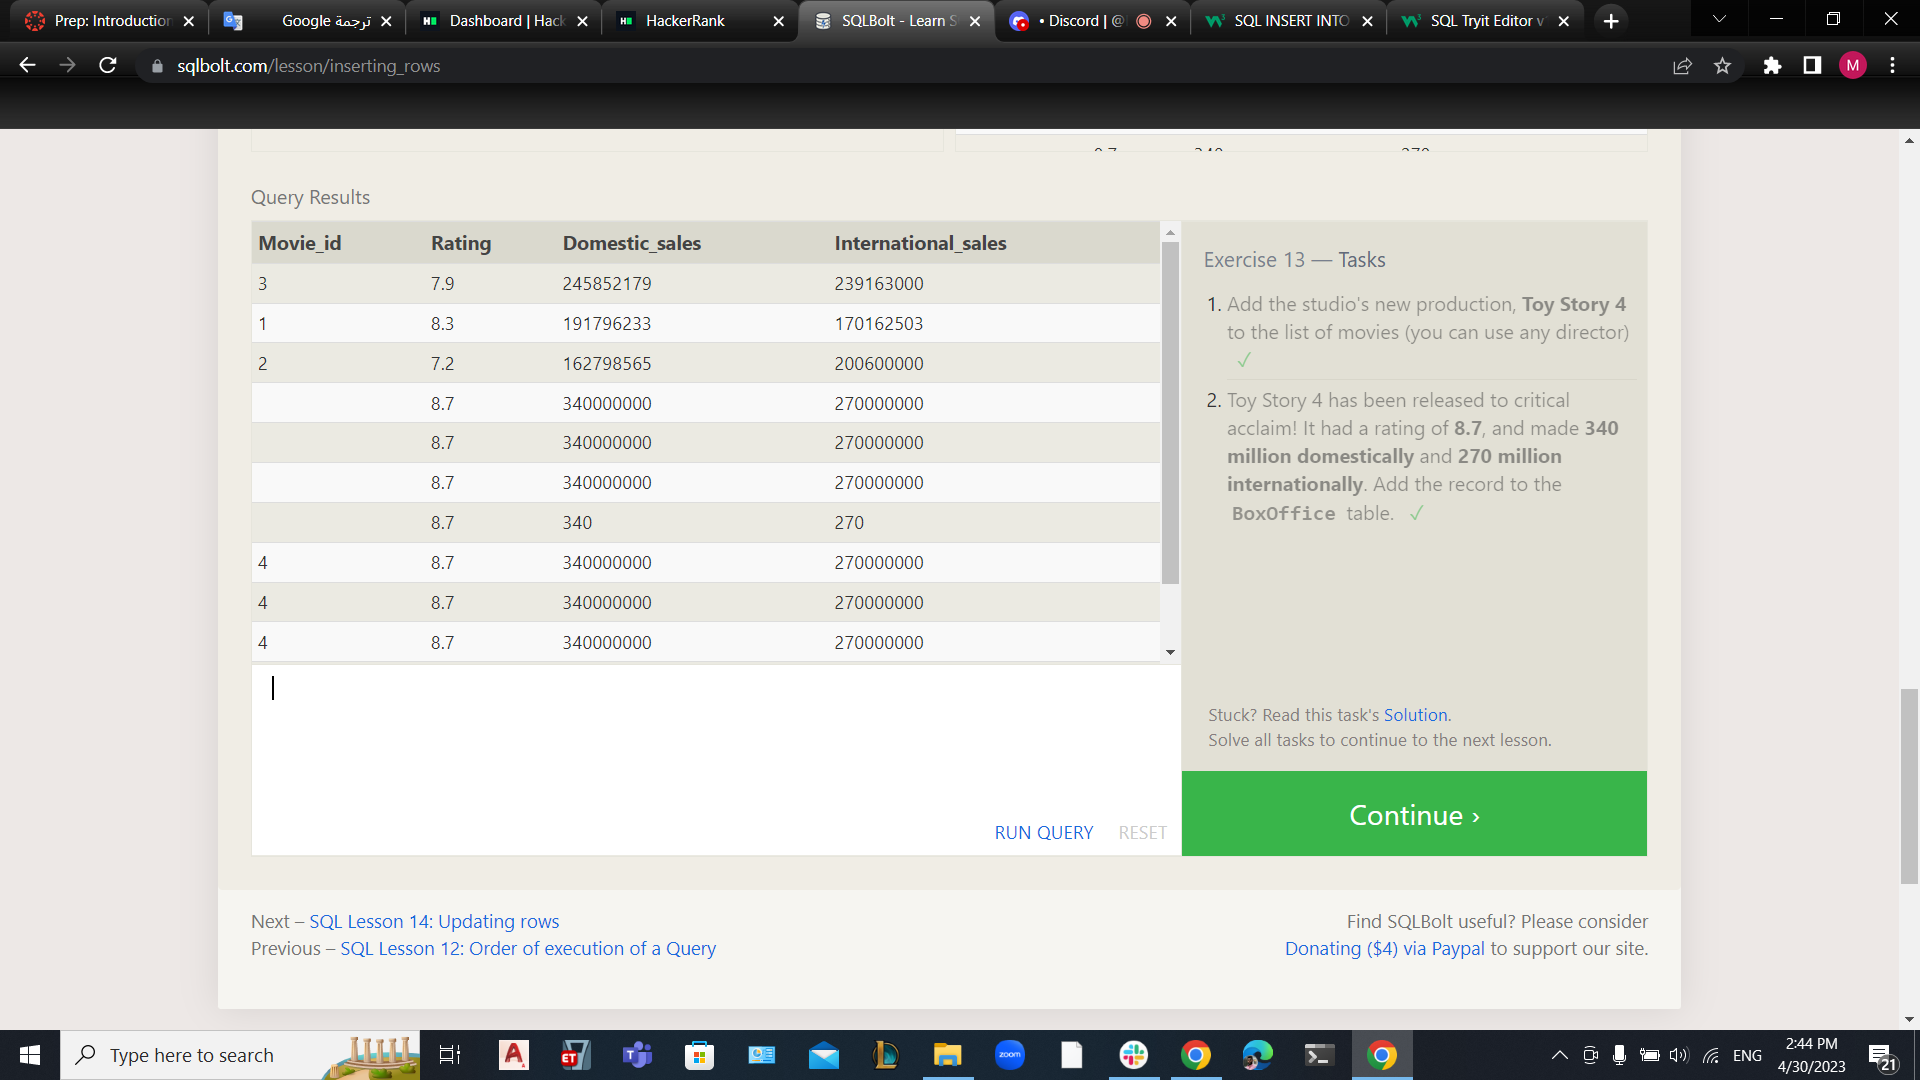 Prep: Introduction
ترجمة Google
Dashboard | Hack
HackerRank
SQLBolt - Learn S
• Discord | @
SQL INSERT INTO
SQL Tryit Editor v
sqlbolt.com/lesson/inserting_rows
M
Query Results
Movie_id Rating Domestic_sales International_sales
3 7.9 245852179 239163000
1 8.3 191796233 170162503
2 7.2 162798565 200600000
8.7 340000000 270000000
8.7 340000000 270000000
8.7 340000000 270000000
8.7 340 270
4 8.7 340000000 270000000
4 8.7 340000000 270000000
4 8.7 340000000 270000000
RUN QUERY RESET
Exercise 13 — Tasks
1. Add the studio's new production, Toy Story 4
to the list of movies (you can use any director)
✓
2. Toy Story 4 has been released to critical
acclaim! It had a rating of 8.7, and made 340
million domestically and 270 million
internationally. Add the record to the
BoxOffice table. ✓
Stuck? Read this task's Solution.
Solve all tasks to continue to the next lesson.
Continue ›
Next – SQL Lesson 14: Updating rows
Previous – SQL Lesson 12: Order of execution of a Query
Find SQLBolt useful? Please consider
Donating ($4) via Paypal to support our site.
Type here to search
ENG
2:44 PM
4/30/2023
21